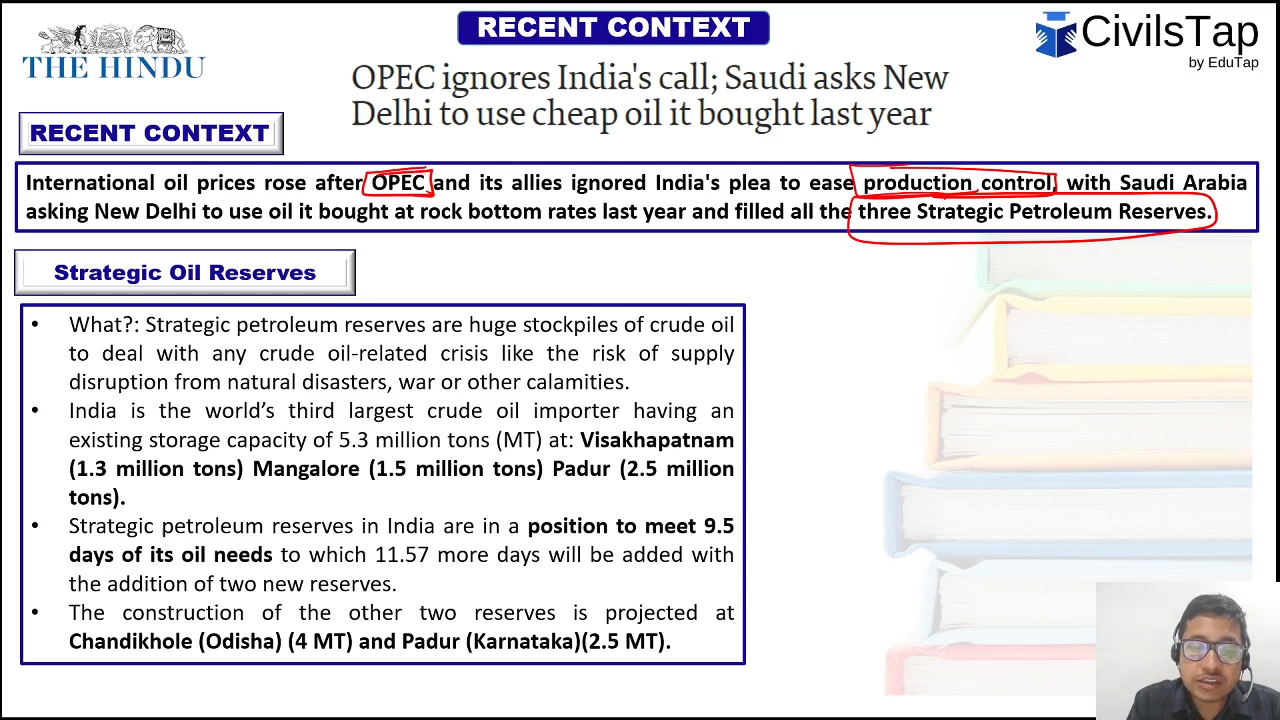 RECENT CONTEXT
THE HINDU
CivilsTap
by EduTap
OPEC ignores India's call; Saudi asks New
Delhi to use cheap oil it bought last year
RECENT CONTEXT
International oil prices rose after OPEC and its allies ignored India's plea to ease production control, with Saudi Arabia
asking New Delhi to use oil it bought at rock bottom rates last year and filled all the three Strategic Petroleum Reserves.
Strategic Oil Reserves
• What?: Strategic petroleum reserves are huge stockpiles of crude oil
to deal with any crude oil-related crisis like the risk of supply
disruption from natural disasters, war or other calamities.
• India is the world’s third largest crude oil importer having an
existing storage capacity of 5.3 million tons (MT) at: Visakhapatnam
(1.3 million tons) Mangalore (1.5 million tons) Padur (2.5 million
tons).
• Strategic petroleum reserves in India are in a position to meet 9.5
days of its oil needs to which 11.57 more days will be added with
the addition of two new reserves.
• The construction of the other two reserves is projected at
Chandikhole (Odisha) (4 MT) and Padur (Karnataka)(2.5 MT).